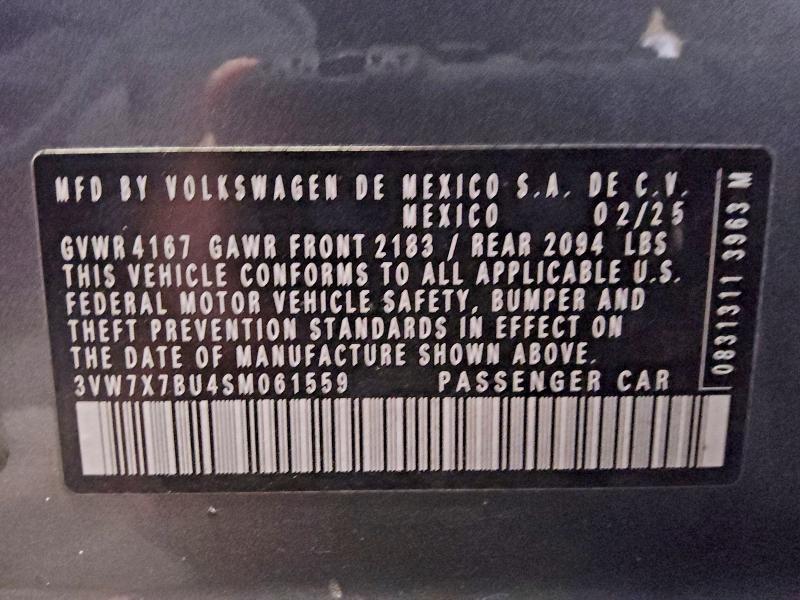 MFD BY VOLKSWAGEN DE MEXICO S.A. DE C.V.
MEXICO 02/25
GVWR 4167 GAWR FRONT 2183 / REAR 2094 LBS
THIS VEHICLE CONFORMS TO ALL APPLICABLE U.S.
FEDERAL MOTOR VEHICLE SAFETY, BUMPER AND
THEFT PREVENTION STANDARDS IN EFFECT ON
THE DATE OF MANUFACTURE SHOWN ABOVE.
3VW7X7BU4SM061559 PASSENGER CAR
0831311 3963 M